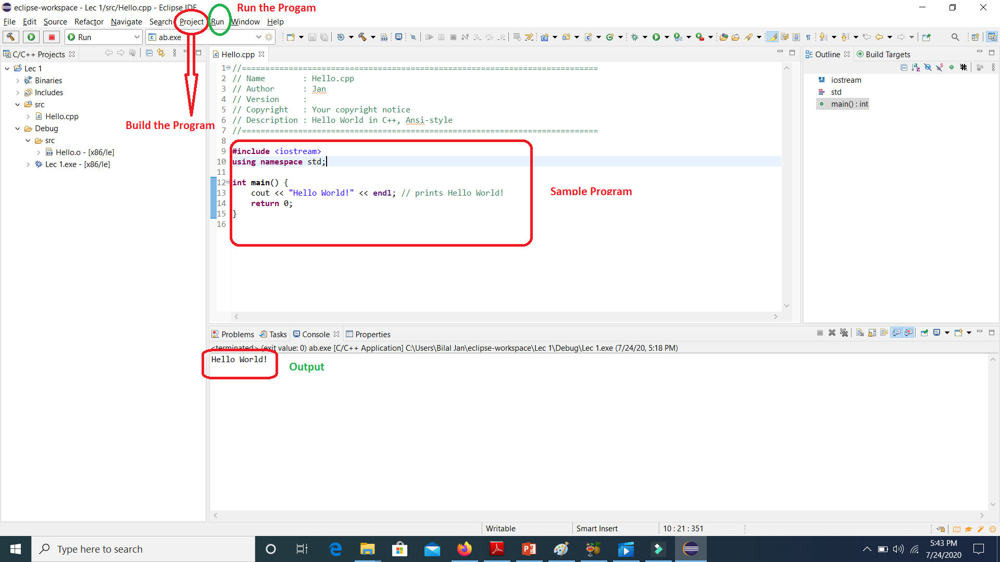 eclipse-workspace - Lec 1/src/Hello.cpp - Eclipse IDE
Run the Progam
File Edit Source Refactor Navigate Search Project Run Window Help
Run
ab.exe
C/C++ Projects
Lec 1
Binaries
Includes
src
Hello.cpp
Debug
src
Hello.o - [x86/le]
Lec 1.exe - [x86/le]
Build the Program
Hello.cpp
1 //============================================================================
2 // Name        : Hello.cpp
3 // Author      : Jan
4 // Version     :
5 // Copyright   : Your copyright notice
6 // Description : Hello World in C++, Ansi-style
7 //============================================================================
8
9 #include <iostream>
10 using namespace std;
11
12 int main() {
13     cout << "Hello World!" << endl; // prints Hello World!
14     return 0;
15 }
16
Sample Program
Outline
Build Targets
iostream
std
main() : int
Problems Tasks Console Properties
<terminated> (exit value: 0) ab.exe [C/C++ Application] C:\Users\Bilal Jan\eclipse-workspace\Lec 1\Debug\Lec 1.exe (7/24/20, 5:18 PM)
Hello World!
Output
Writable
Smart Insert
10 : 21 : 351
Type here to search
5:43 PM
7/24/2020